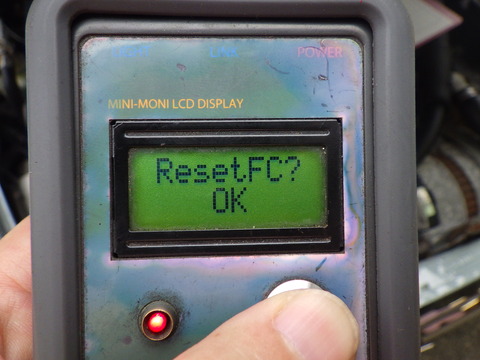 POWER
MINI-MONI LCD DISPLAY
ResetFC?
OK